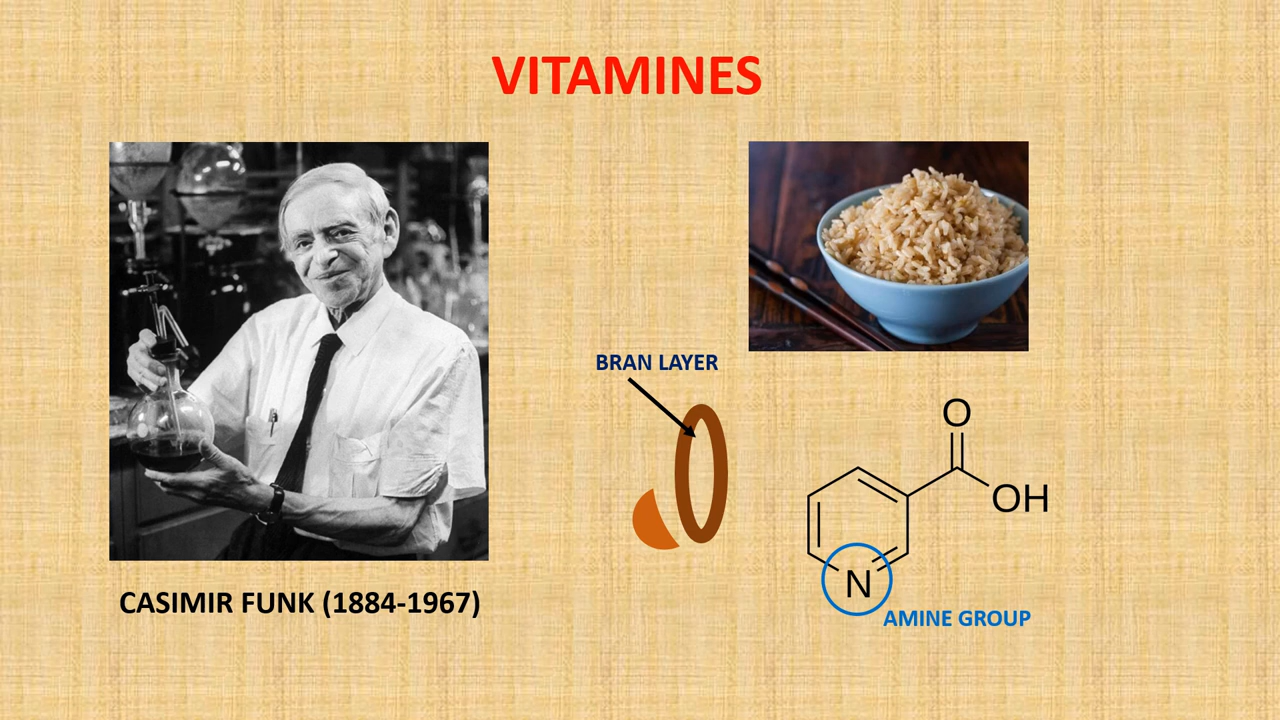 VITAMINES
BRAN LAYER
O
OH
N
AMINE GROUP
CASIMIR FUNK (1884-1967)